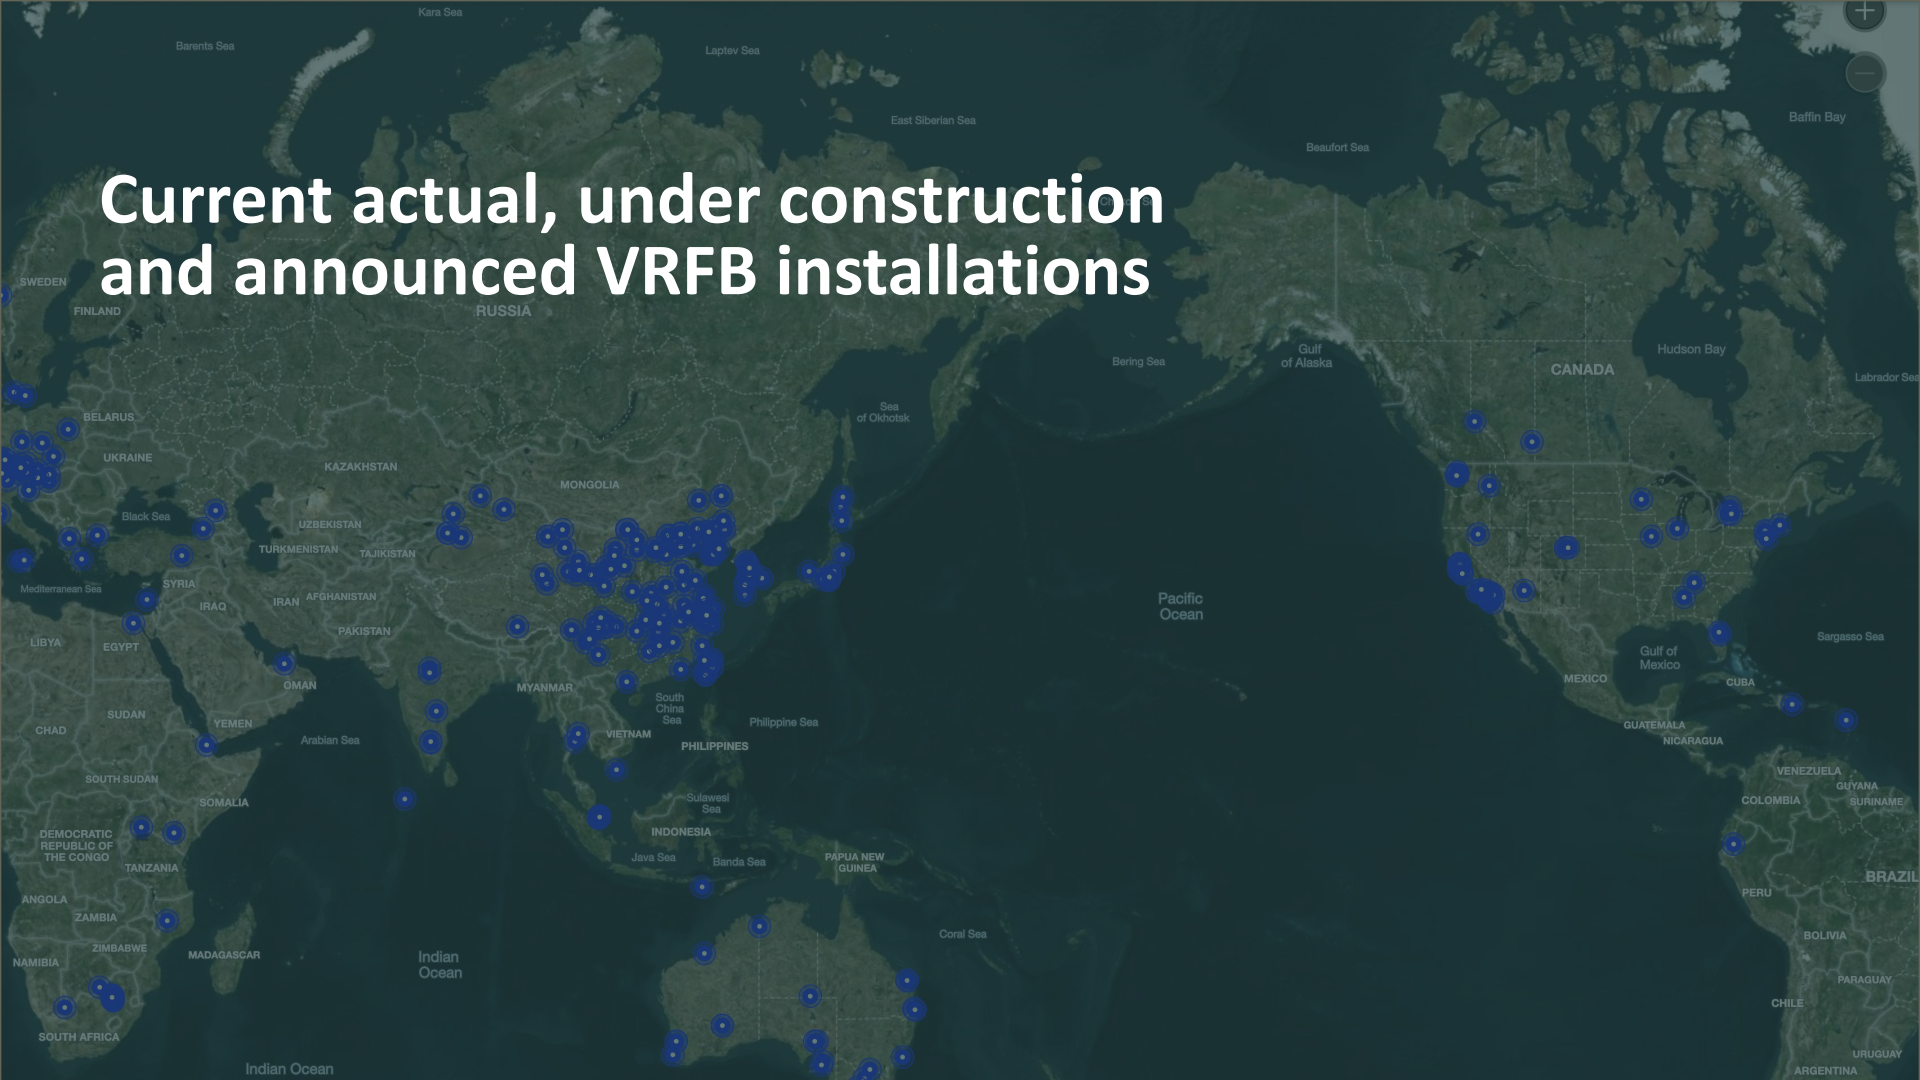 Kara Sea
Barents Sea
Laptev Sea
East Siberian Sea
Beaufort Sea
Baffin Bay
Current actual, under construction
and announced VRFB installations
SWEDEN
FINLAND
RUSSIA
Bering Sea
Gulf
of Alaska
CANADA
Hudson Bay
Labrador Sea
Sea
of Okhotsk
BELARUS
UKRAINE
KAZAKHSTAN
MONGOLIA
Black Sea
UZBEKISTAN
TURKMENISTAN
TAJIKISTAN
Mediterranean Sea
SYRIA
IRAQ
IRAN
AFGHANISTAN
PAKISTAN
LIBYA
EGYPT
OMAN
MYANMAR
Pacific
Ocean
Gulf of
Mexico
Sargasso Sea
MEXICO
CUBA
CHAD
SUDAN
YEMEN
Arabian Sea
South
China
Sea
VIETNAM
Philippine Sea
PHILIPPINES
GUATEMALA
NICARAGUA
SOUTH SUDAN
SOMALIA
Sulawesi
Sea
VENEZUELA
GUYANA
COLOMBIA
SURINAME
DEMOCRATIC
REPUBLIC OF
THE CONGO
TANZANIA
INDONESIA
Java Sea
Banda Sea
PAPUA NEW
GUINEA
PERU
BRAZIL
ANGOLA
ZAMBIA
ZIMBABWE
NAMIBIA
MADAGASCAR
Indian
Ocean
Coral Sea
BOLIVIA
PARAGUAY
CHILE
SOUTH AFRICA
Indian Ocean
URUGUAY
ARGENTINA